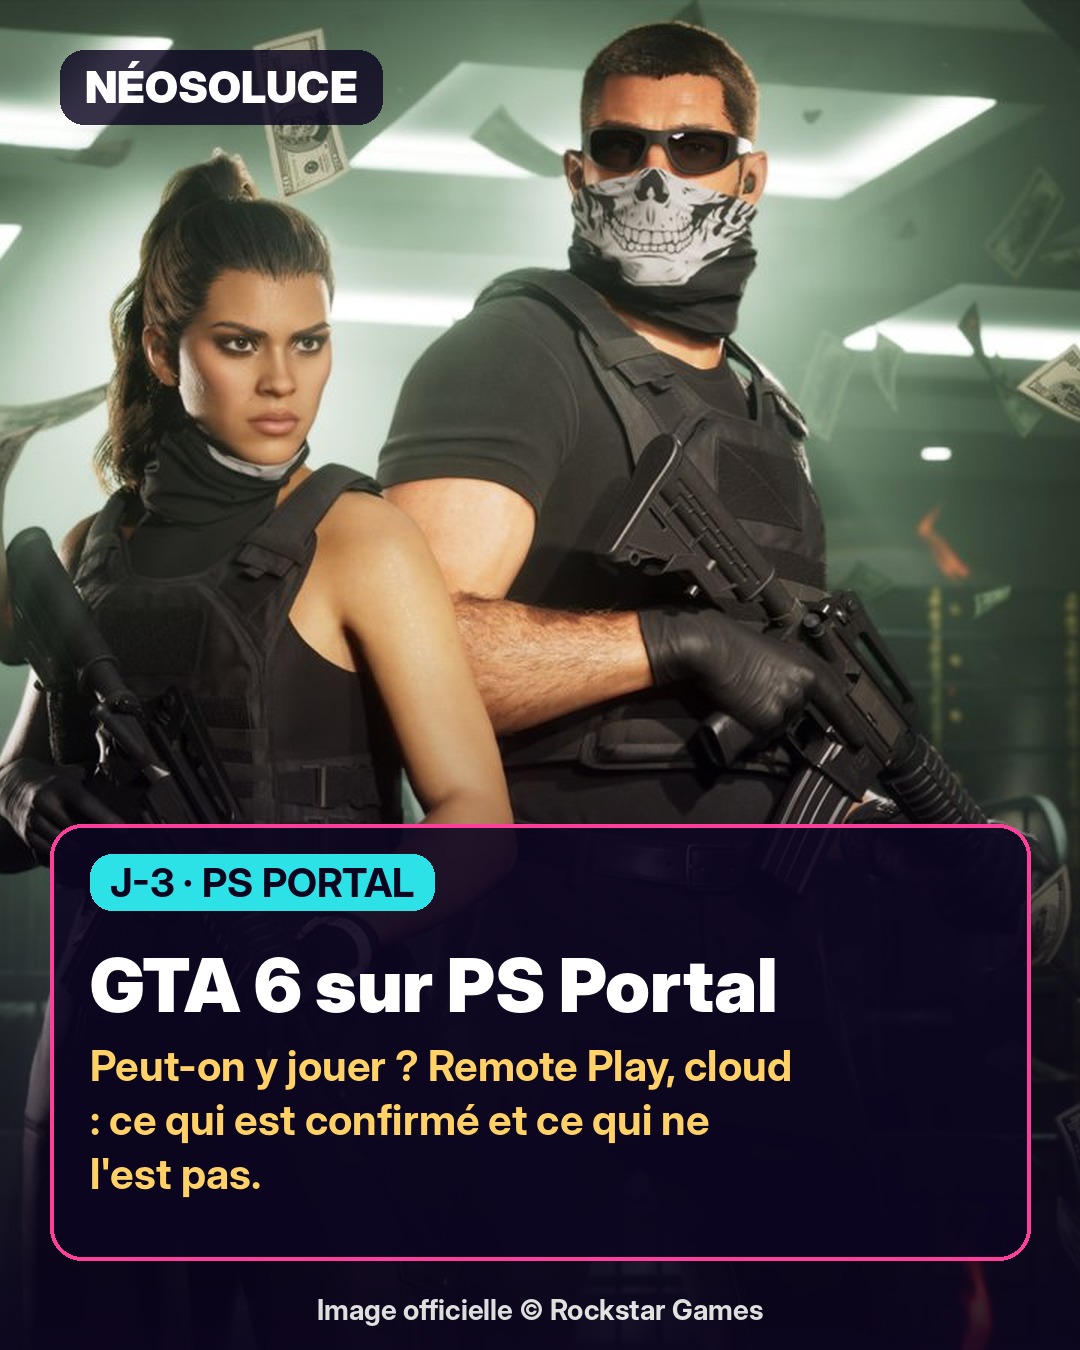 NÉOSOLUCE
J-3 · PS PORTAL
GTA 6 sur PS Portal
Peut-on y jouer ? Remote Play, cloud
: ce qui est confirmé et ce qui ne
l'est pas.
Image officielle © Rockstar Games